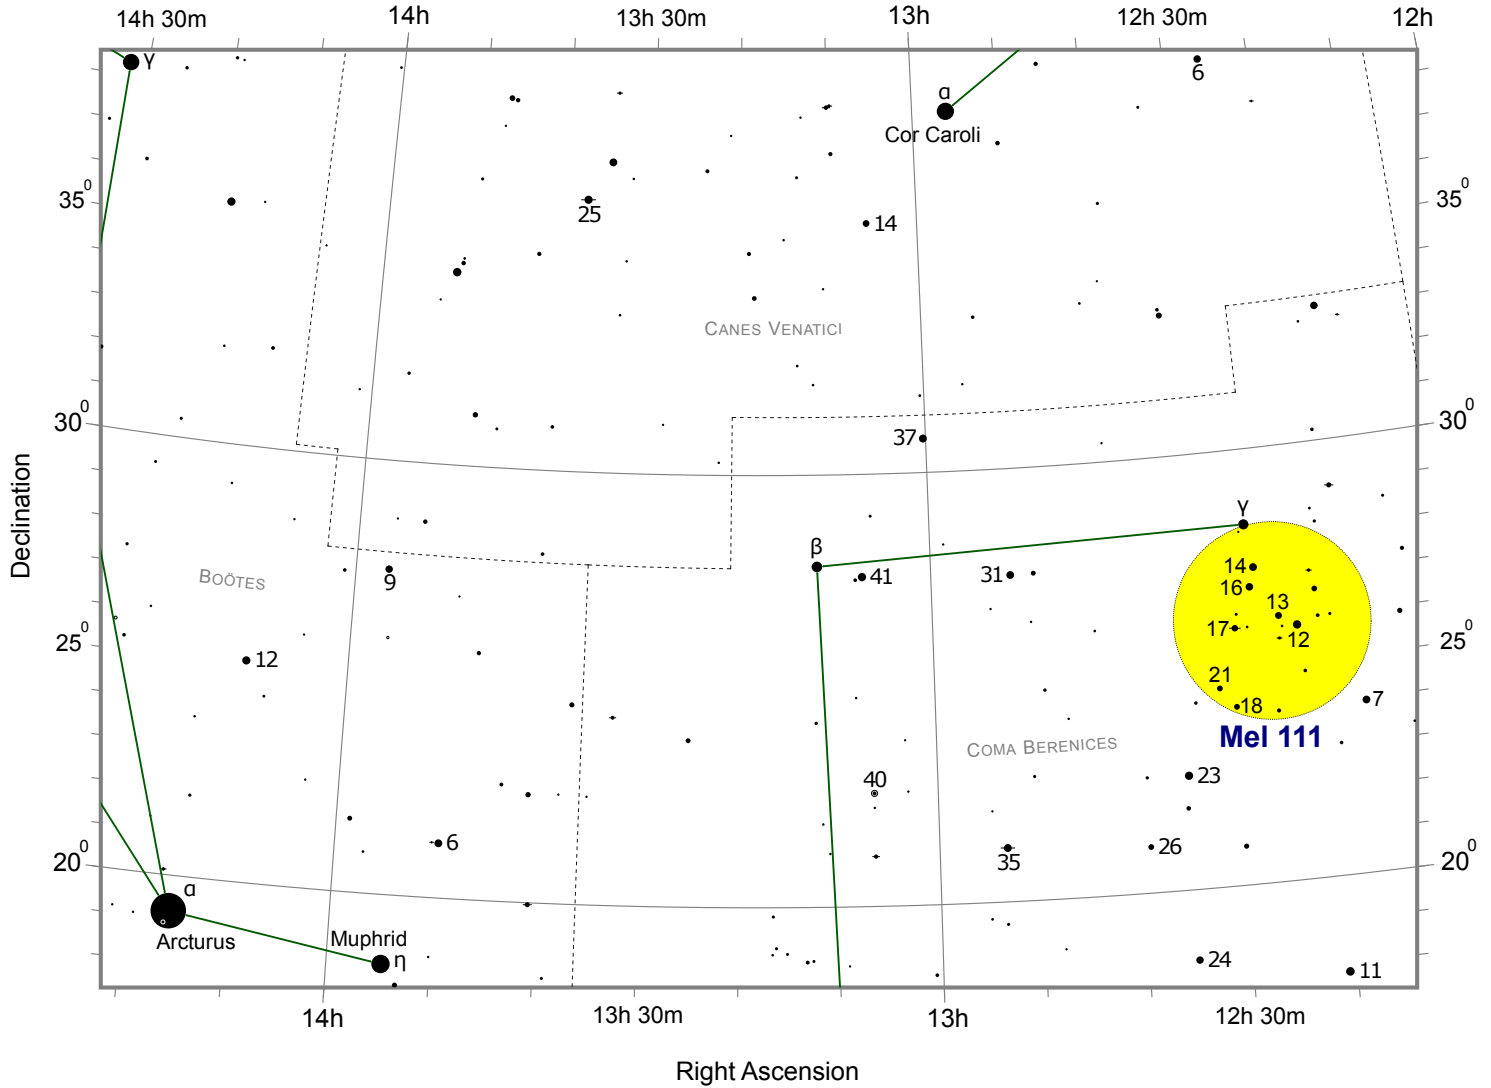 14h 30m 14h 13h 30m 13h 12h 30m 12h
γ
6
α
Cor Caroli
35⁰ 35⁰
25
14
CANES VENATICI
30⁰ 30⁰
37
γ
β
14
41
31
16
9
BOÖTES
13
17
12
25⁰ 25⁰
12
21
18
7
Mel 111
COMA BERENICES
23
40
6
35
26
20⁰ 20⁰
α
Arcturus
Muphrid
η
24
11
14h 13h 30m 13h 12h 30m
Right Ascension
Declination